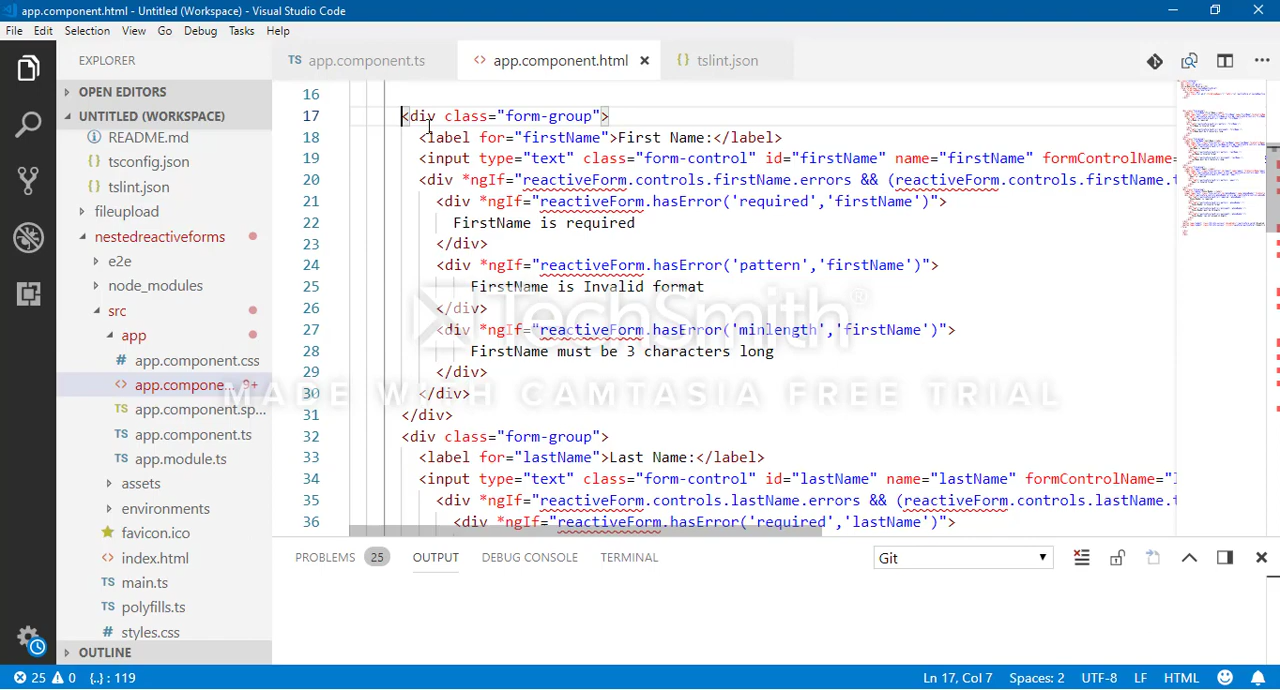 app.component.html - Untitled (Workspace) - Visual Studio Code
File Edit Selection View Go Debug Tasks Help
EXPLORER
OPEN EDITORS
UNTITLED (WORKSPACE)
README.md
tsconfig.json
tslint.json
fileupload
nestedreactiveforms
e2e
node_modules
src
app
app.component.css
app.compone... 9+
app.component.sp...
app.component.ts
app.module.ts
assets
environments
favicon.ico
index.html
main.ts
polyfills.ts
styles.css
OUTLINE
TS app.component.ts <> app.component.html {} tslint.json
16
17 <div class="form-group">
18 <label for="firstName">First Name:</label>
19 <input type="text" class="form-control" id="firstName" name="firstName" formControlName=
20 <div *ngIf="reactiveForm.controls.firstName.errors && (reactiveForm.controls.firstName.
21 <div *ngIf="reactiveForm.hasError('required','firstName')">
22 FirstName is required
23 </div>
24 <div *ngIf="reactiveForm.hasError('pattern','firstName')">
25 FirstName is Invalid format
26 </div>
27 <div *ngIf="reactiveForm.hasError('minlength','firstName')">
28 FirstName must be 3 characters long
29 </div>
30 </div>
31 </div>
32 <div class="form-group">
33 <label for="lastName">Last Name:</label>
34 <input type="text" class="form-control" id="lastName" name="lastName" formControlName="
35 <div *ngIf="reactiveForm.controls.lastName.errors && (reactiveForm.controls.lastName.
36 <div *ngIf="reactiveForm.hasError('required','lastName')">
TechSmith®
MADE WITH CAMTASIA FREE TRIAL
PROBLEMS 25 OUTPUT DEBUG CONSOLE TERMINAL Git
25 0 {..} : 119 Ln 17, Col 7 Spaces: 2 UTF-8 LF HTML